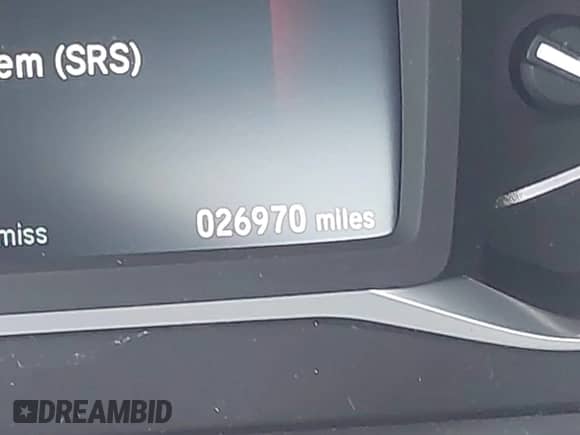 em (SRS)
026970 miles
miss
DREAMBID